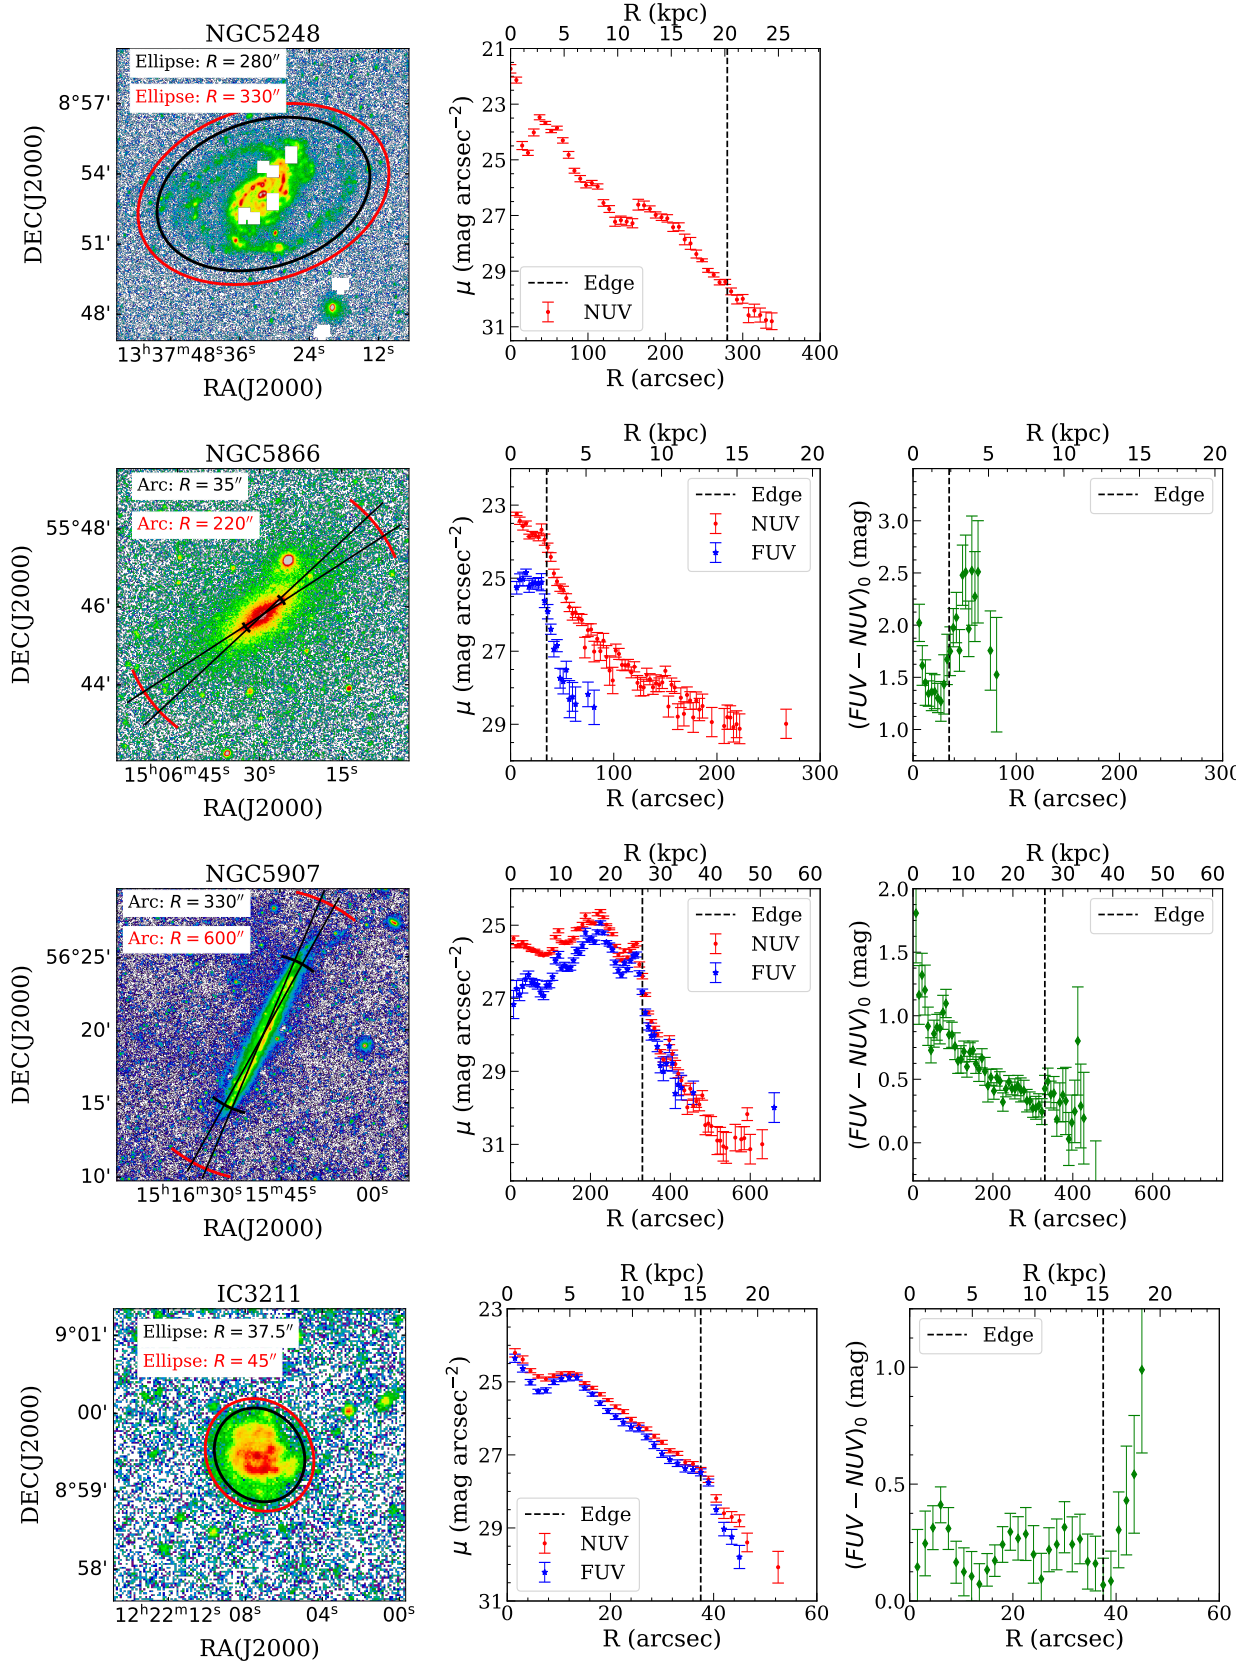 NGC5248
Ellipse: R = 280″
Ellipse: R = 330″
8°57'
54'
51'
48'
DEC(J2000)
13ʰ37ᵐ48ˢ36ˢ 24ˢ 12ˢ
RA(J2000)
R (kpc)
0 5 10 15 20 25
21
23
25
27
29
31
μ (mag arcsec⁻²)
Edge
NUV
0 100 200 300 400
R (arcsec)
NGC5866
Arc: R = 35″
Arc: R = 220″
55°48'
46'
44'
DEC(J2000)
15ʰ06ᵐ45ˢ 30ˢ 15ˢ
RA(J2000)
R (kpc)
0 5 10 15 20
23
25
27
29
μ (mag arcsec⁻²)
Edge
NUV
FUV
0 100 200 300
R (arcsec)
R (kpc)
0 5 10 15 20
3.0
2.5
2.0
1.5
1.0
(FUV − NUV)₀ (mag)
Edge
0 100 200 300
R (arcsec)
NGC5907
Arc: R = 330″
Arc: R = 600″
56°25'
20'
15'
10'
DEC(J2000)
15ʰ16ᵐ30ˢ15ˢ45ˢ 00ˢ
RA(J2000)
R (kpc)
0 10 20 30 40 50 60
25
27
29
31
μ (mag arcsec⁻²)
Edge
NUV
FUV
0 200 400 600
R (arcsec)
R (kpc)
0 10 20 30 40 50 60
2.0
1.5
1.0
0.5
0.0
(FUV − NUV)₀ (mag)
Edge
0 200 400 600
R (arcsec)
IC3211
Ellipse: R = 37.5″
Ellipse: R = 45″
9°01'
00'
8°59'
58'
DEC(J2000)
12ʰ22ᵐ12ˢ 08ˢ 04ˢ 00ˢ
RA(J2000)
R (kpc)
0 5 10 15 20
23
25
27
29
31
μ (mag arcsec⁻²)
Edge
NUV
FUV
0 20 40 60
R (arcsec)
R (kpc)
0 5 10 15 20
1.0
0.5
0.0
(FUV − NUV)₀ (mag)
Edge
0 20 40 60
R (arcsec)